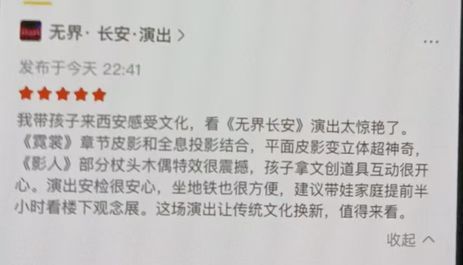 无界·长安·演出 >
...
发布于今天 22:41
我带孩子来西安感受文化，看《无界长安》演出太惊艳了。
《霓裳》章节皮影和全息投影结合，平面皮影变立体超神奇，
《影人》部分杖头木偶特效很震撼，孩子拿文创道具互动很开
心。演出安检很安心，坐地铁也很方便，建议带娃家庭提前半
小时看楼下观念展。这场演出让传统文化换新，值得来看。
收起 ^